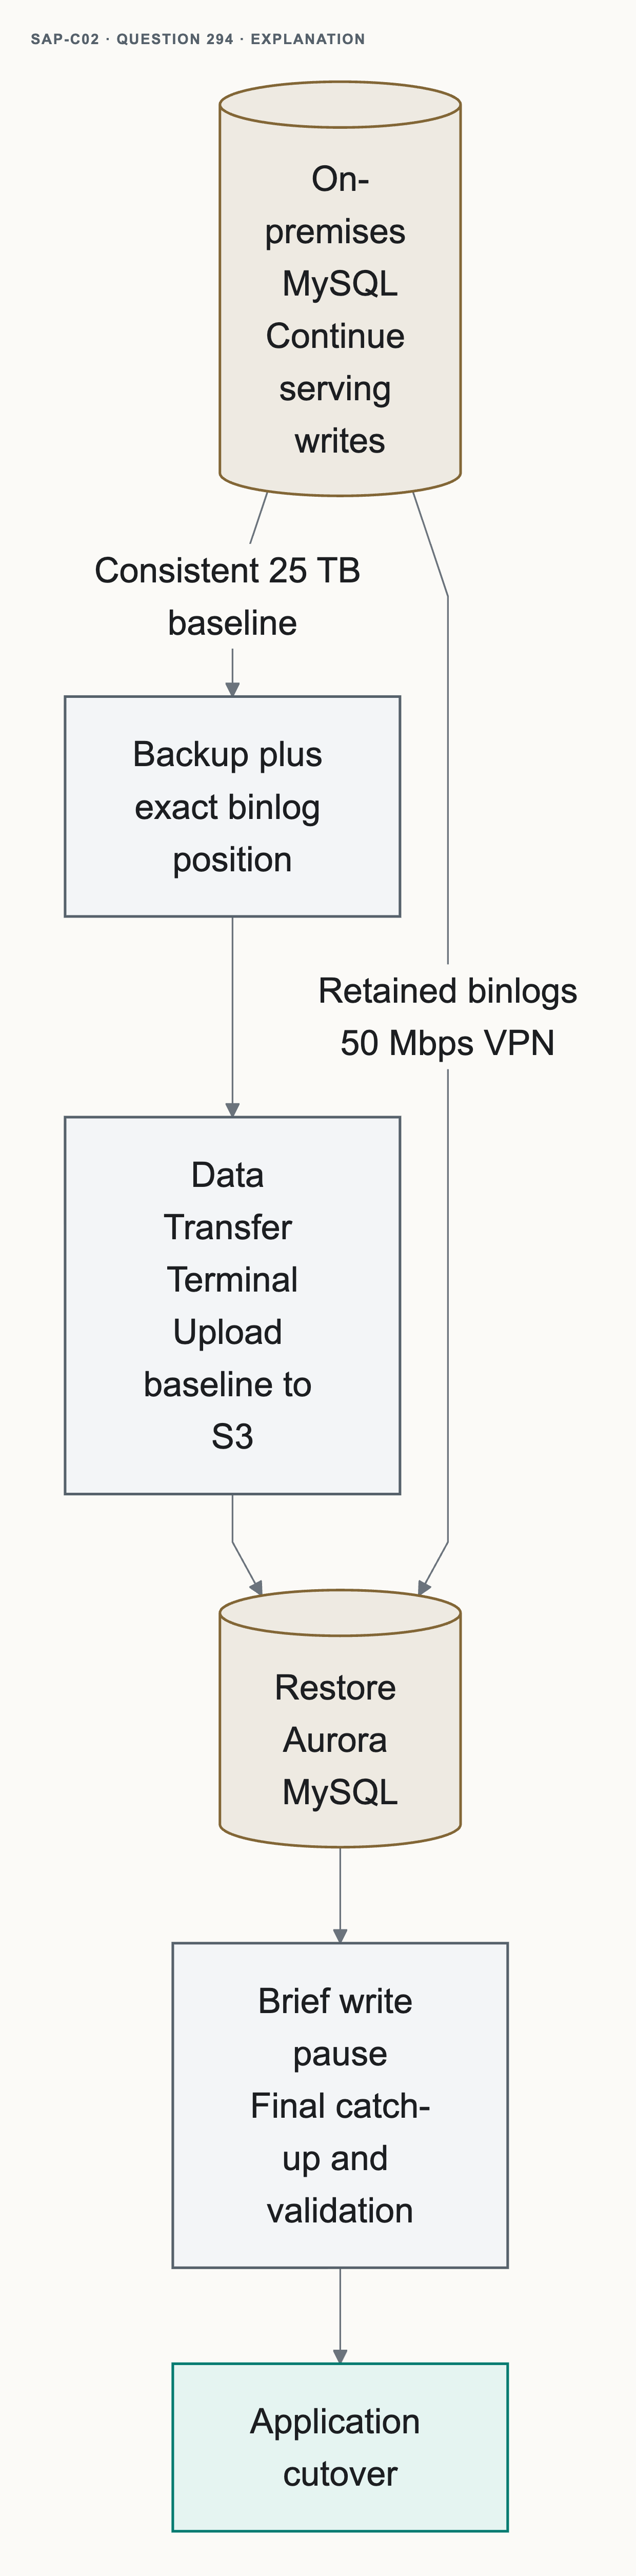 SAP-C02 · QUESTION 294 · EXPLANATION
On-
premises
MySQL
Continue
serving
writes
Consistent 25 TB
baseline
Backup plus
exact binlog
position
Retained binlogs
50 Mbps VPN
Data
Transfer
Terminal
Upload
baseline to
S3
Restore
Aurora
MySQL
Brief write
pause
Final catch-
up and
validation
Application
cutover